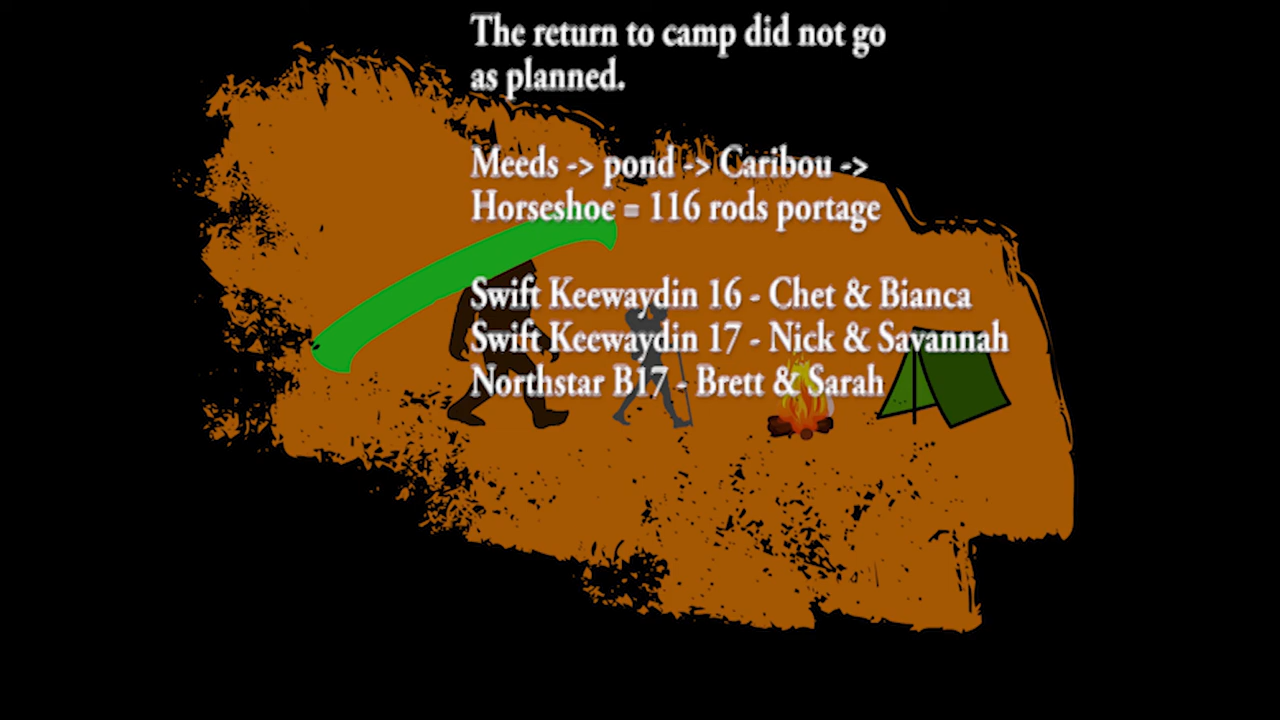 The return to camp did not go
as planned.
Meeds -> pond -> Caribou ->
Horseshoe = 116 rods portage
Swift Keewaydin 16 - Chet & Bianca
Swift Keewaydin 17 - Nick & Savannah
Northstar B17 - Brett & Sarah